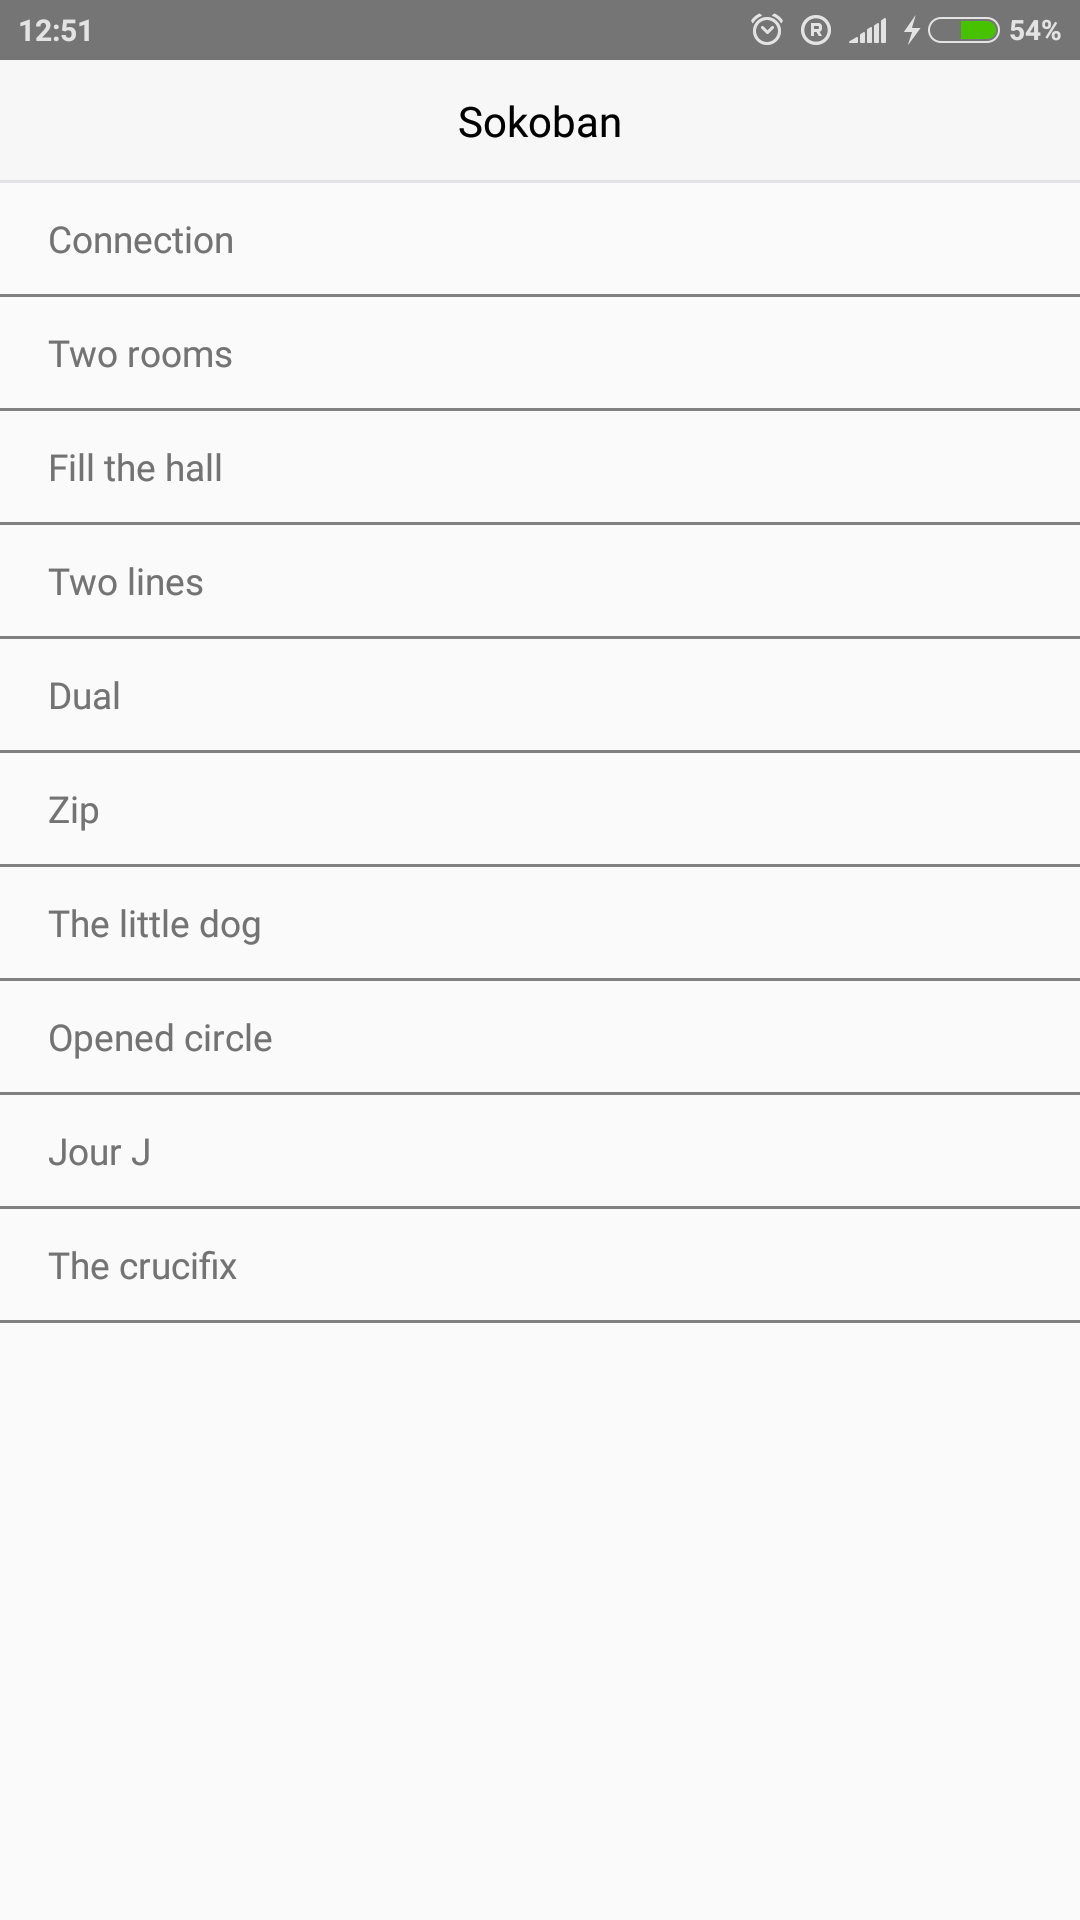 12:51 R 54%
Sokoban
Connection
Two rooms
Fill the hall
Two lines
Dual
Zip
The little dog
Opened circle
Jour J
The crucifix